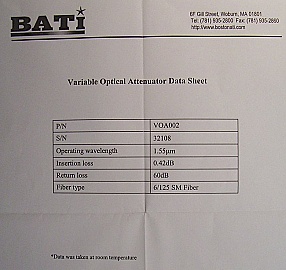 BATi
6F Gill Street, Woburn, MA 01801
Tel: (781) 935-2800 Fax: (781) 935-2860
http://www.bostonati.com
Variable Optical Attenuator Data Sheet
P/N VOA002
S/N 32108
Operating wavelength 1.55μm
Insertion loss 0.42dB
Return loss 60dB
Fiber type 6/125 SM Fiber
*Data was taken at room temperature